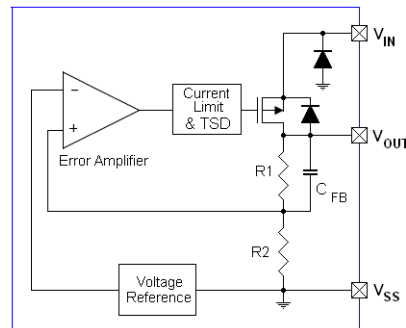 V IN
−
+
Error Amplifier
Current
Limit
& TSD
V OUT
R1
C FB
R2
Voltage
Reference
V SS